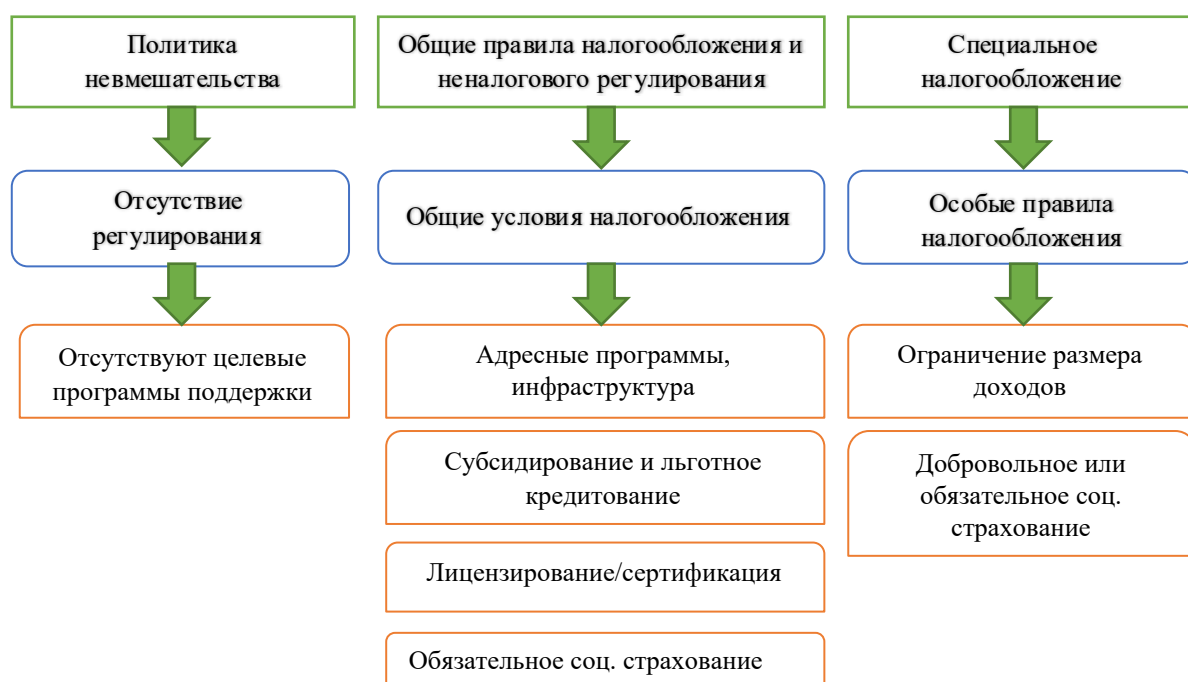 Политика
невмешательства
Общие правила налогообложения и
неналогового регулирования
Специальное
налогообложение
Отсутствие
регулирования
Общие условия налогообложения
Особые правила
налогообложения
Отсутствуют целевые
программы поддержки
Адресные программы,
инфраструктура
Ограничение размера
доходов
Субсидирование и льготное
кредитование
Добровольное или
обязательное соц.
страхование
Лицензирование/сертификация
Обязательное соц. страхование